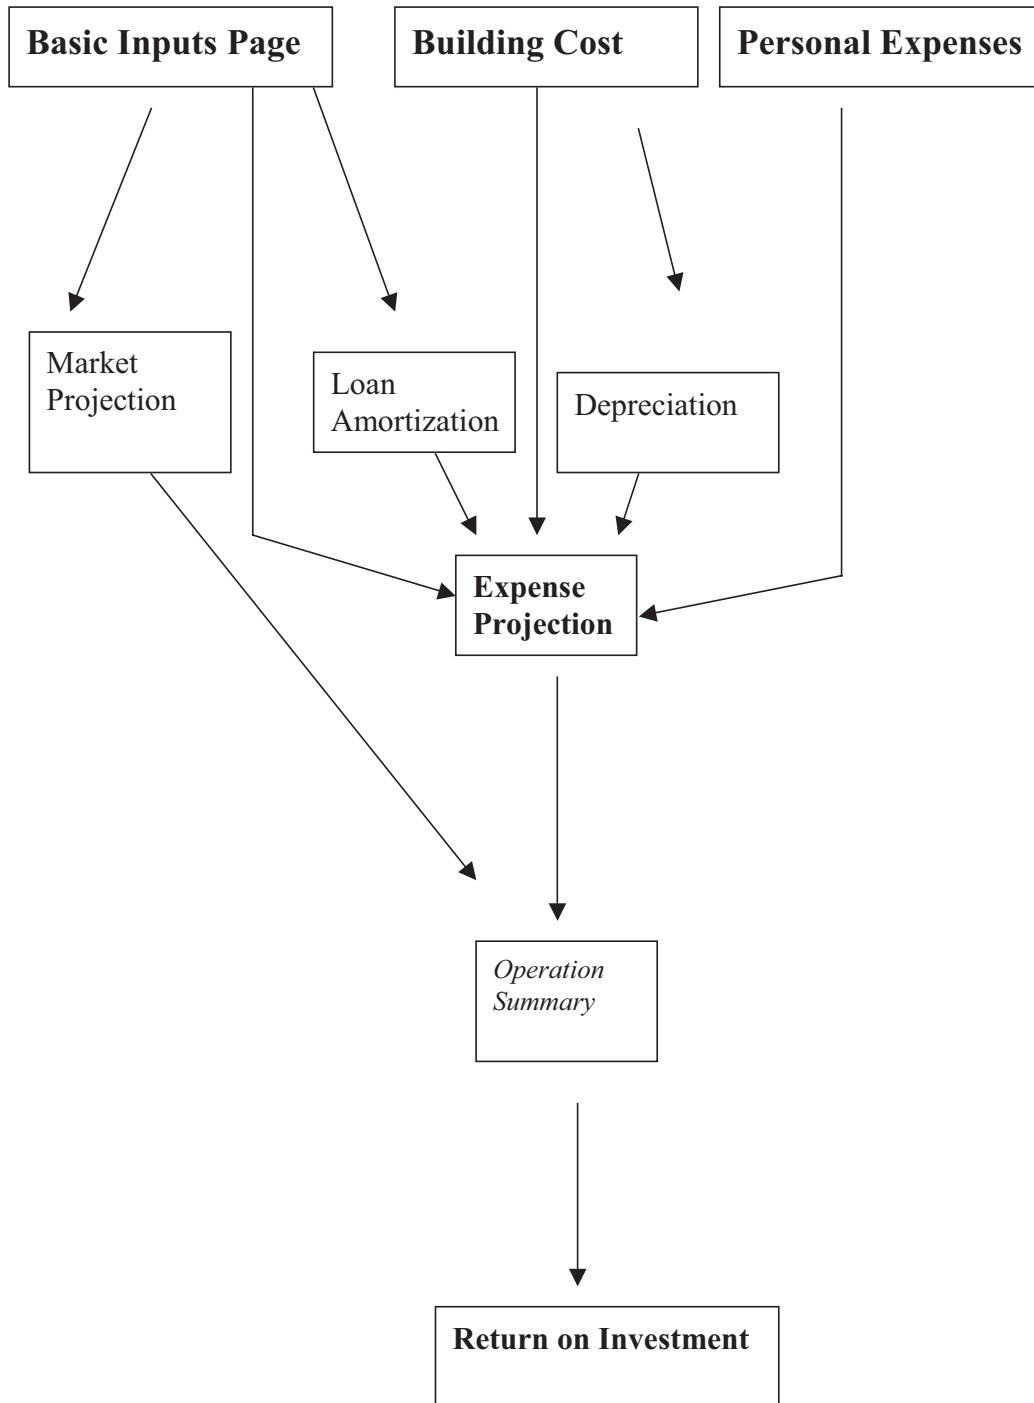 Basic Inputs Page
Building Cost
Personal Expenses
Market
Projection
Loan
Amortization
Depreciation
Expense
Projection
Operation
Summary
Return on Investment